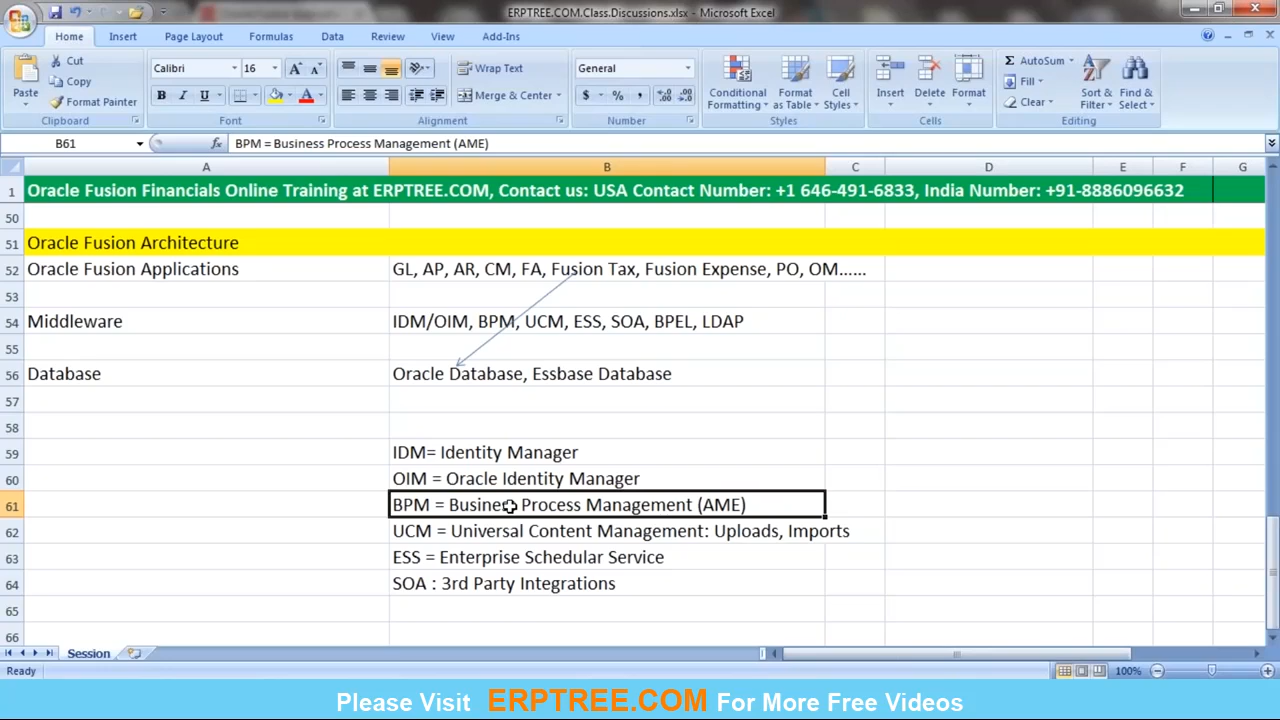 ERPTREE.COM.Class.Discussions.xlsx - Microsoft Excel
Home Insert Page Layout Formulas Data Review View Add-Ins
Paste
Cut
Copy
Format Painter
Clipboard
Calibri 16
B I U
Font
Wrap Text
Merge & Center
Alignment
General
$ % ,
Number
Conditional Formatting
Format as Table
Cell Styles
Styles
Insert Delete Format
Cells
AutoSum
Fill
Clear
Sort & Filter
Find & Select
Editing
B61 fx BPM = Business Process Management (AME)
A B C D E F G
1 Oracle Fusion Financials Online Training at ERPTREE.COM, Contact us: USA Contact Number: +1 646-491-6833, India Number: +91-8886096632
50
51 Oracle Fusion Architecture
52 Oracle Fusion Applications GL, AP, AR, CM, FA, Fusion Tax, Fusion Expense, PO, OM......
53
54 Middleware IDM/OIM, BPM, UCM, ESS, SOA, BPEL, LDAP
55
56 Database Oracle Database, Essbase Database
57
58
59 IDM= Identity Manager
60 OIM = Oracle Identity Manager
61 BPM = Business Process Management (AME)
62 UCM = Universal Content Management: Uploads, Imports
63 ESS = Enterprise Schedular Service
64 SOA : 3rd Party Integrations
65
66
Session
Ready 100%
Please Visit ERPTREE.COM For More Free Videos